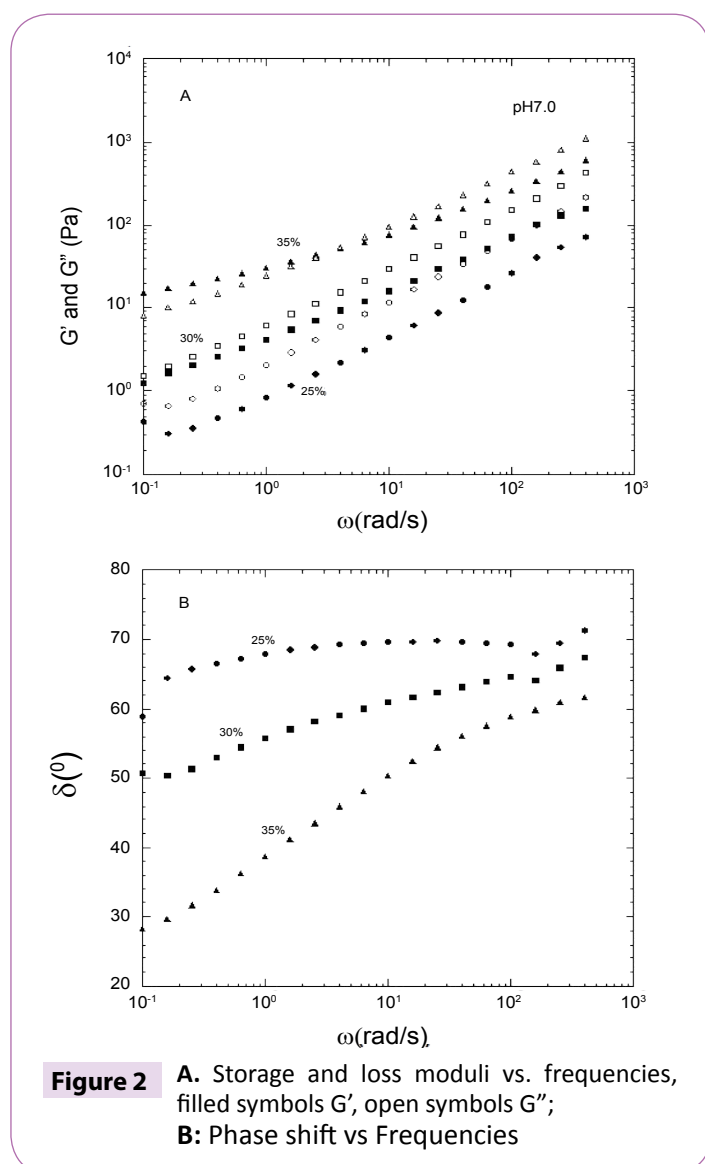 10⁴
A
pH7.0
10³
10²
35%
G' and G'' (Pa)
10¹
30%
10⁰
25%
10⁻¹
10⁻¹ 10⁰ 10¹ 10² 10³
ω(rad/s)
80
B
70
25%
60
30%
50
δ(⁰)
40
35%
30
20
10⁻¹ 10⁰ 10¹ 10² 10³
ω(rad/s)
Figure 2 A. Storage and loss moduli vs. frequencies,
filled symbols G', open symbols G";
B: Phase shift vs Frequencies